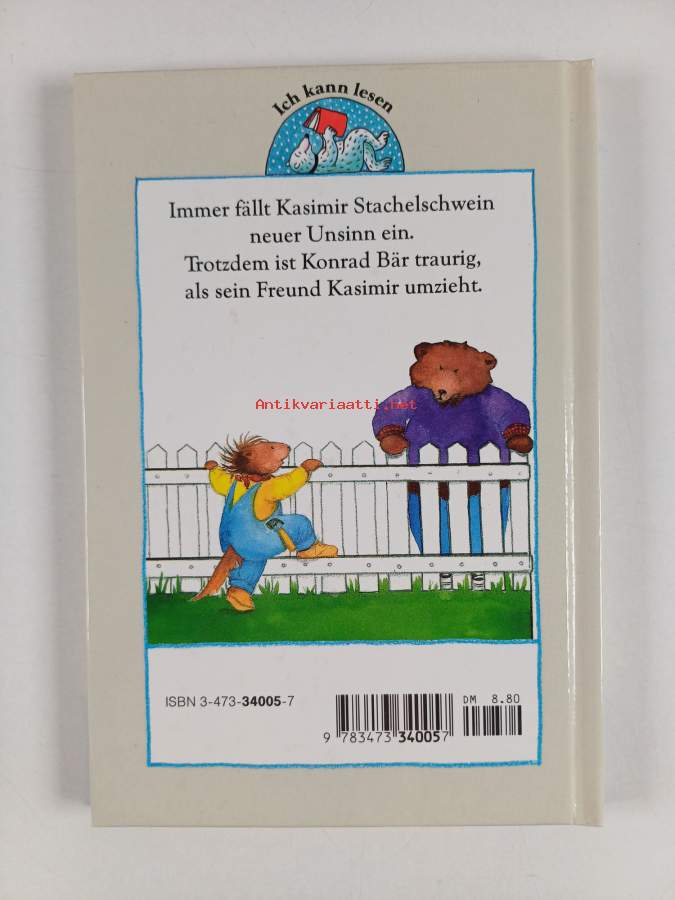 Ich kann lesen
Immer fällt Kasimir Stachelschwein
neuer Unsinn ein.
Trotzdem ist Konrad Bär traurig,
als sein Freund Kasimir umzieht.
Antikvariaatti.net
ISBN 3-473-34005-7
DM 8.80
9 783473 340057